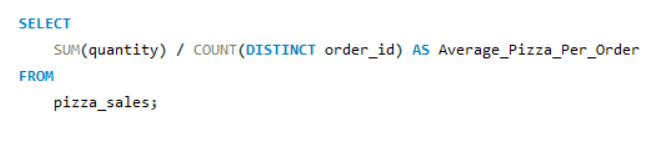 SELECT
SUM(quantity) / COUNT(DISTINCT order_id) AS Average_Pizza_Per_Order
FROM
pizza_sales;